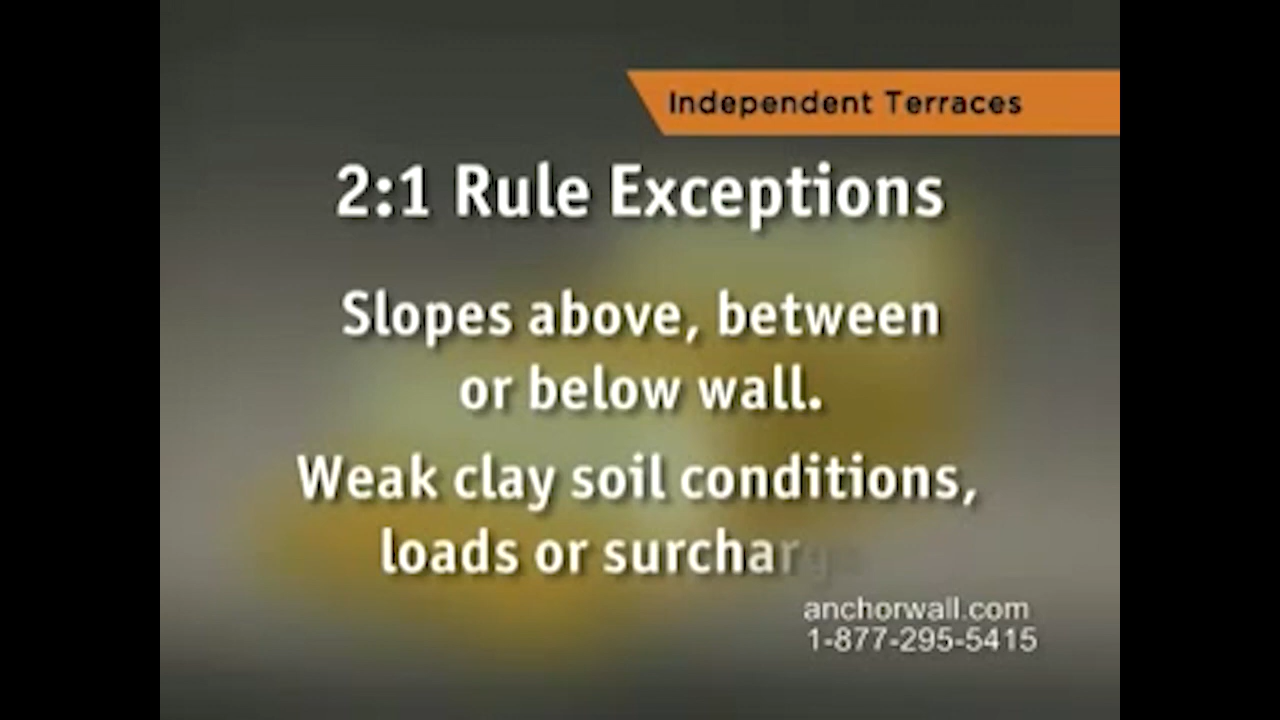 Independent Terraces
2:1 Rule Exceptions
Slopes above, between
or below wall.
Weak clay soil conditions,
loads or
anchorwall.com
1-877-295-5415